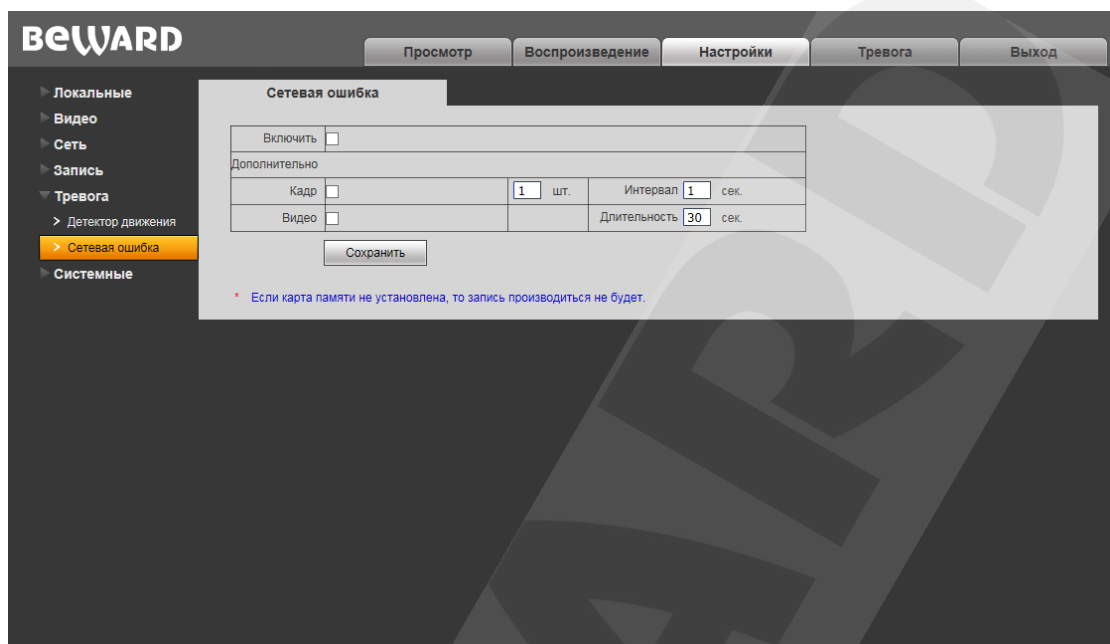 BEWARD
Просмотр Воспроизведение Настройки Тревога Выход
Локальные
Видео
Сеть
Запись
Тревога
> Детектор движения
> Сетевая ошибка
Системные
Сетевая ошибка
Включить
Дополнительно
Кадр 1 шт. Интервал 1 сек.
Видео Длительность 30 сек.
Сохранить
* Если карта памяти не установлена, то запись производиться не будет.